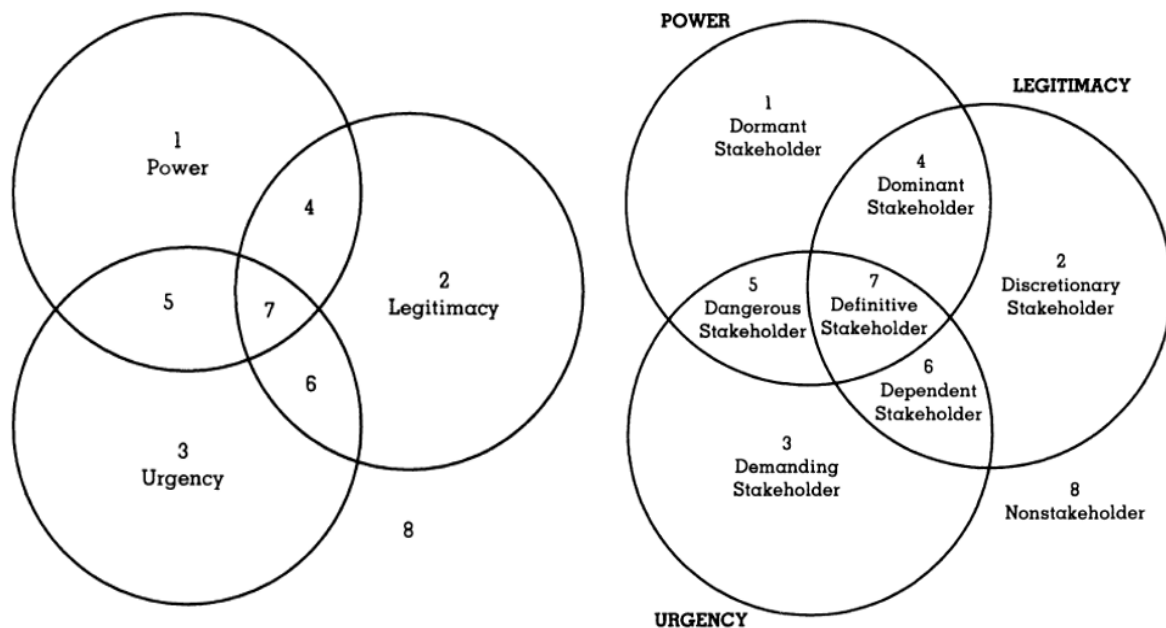 1
Power
4
2
Legitimacy
5
7
6
3
Urgency
8
POWER
LEGITIMACY
1
Dormant
Stakeholder
4
Dominant
Stakeholder
2
Discretionary
Stakeholder
5
Dangerous
Stakeholder
7
Definitive
Stakeholder
6
Dependent
Stakeholder
3
Demanding
Stakeholder
8
Nonstakeholder
URGENCY